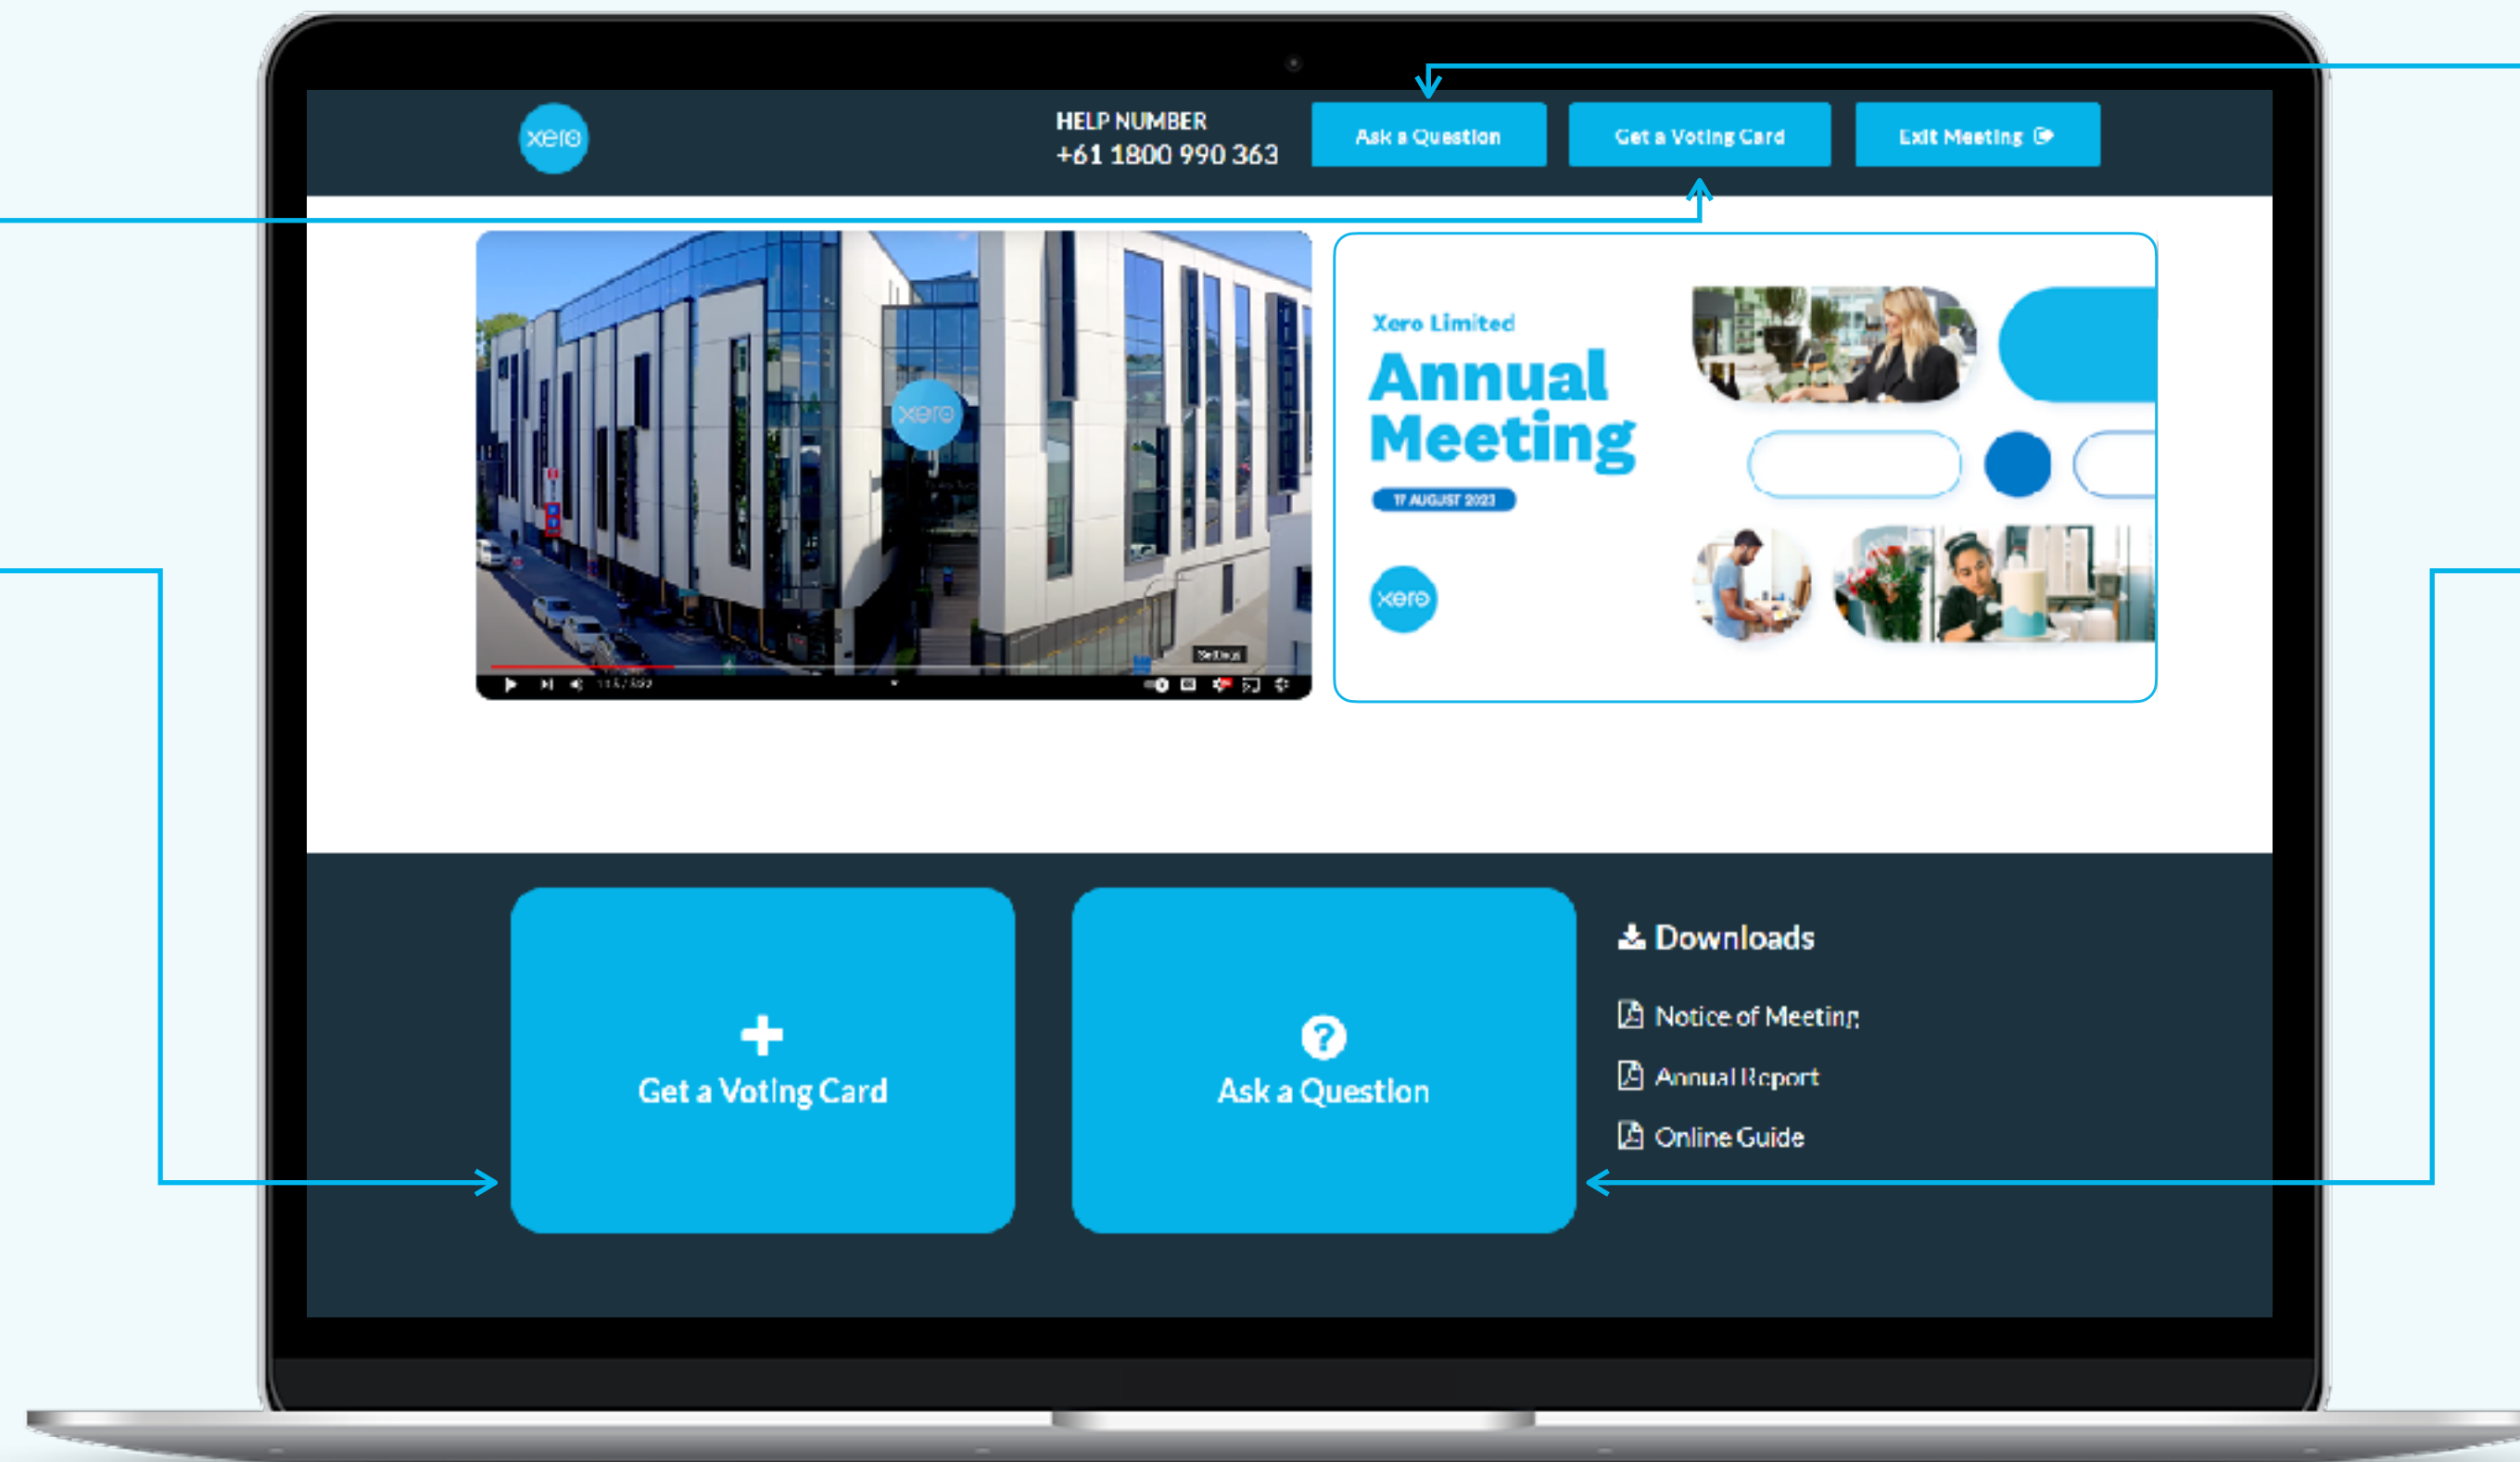 xero
HELP NUMBER
+61 1800 990 363
Ask a Question
Get a Voting Card
Exit Meeting
xero
Settings
Xero Limited
Annual
Meeting
17 AUGUST 2023
xero
Get a Voting Card
Ask a Question
Downloads
Notice of Meeting
Annual Report
Online Guide